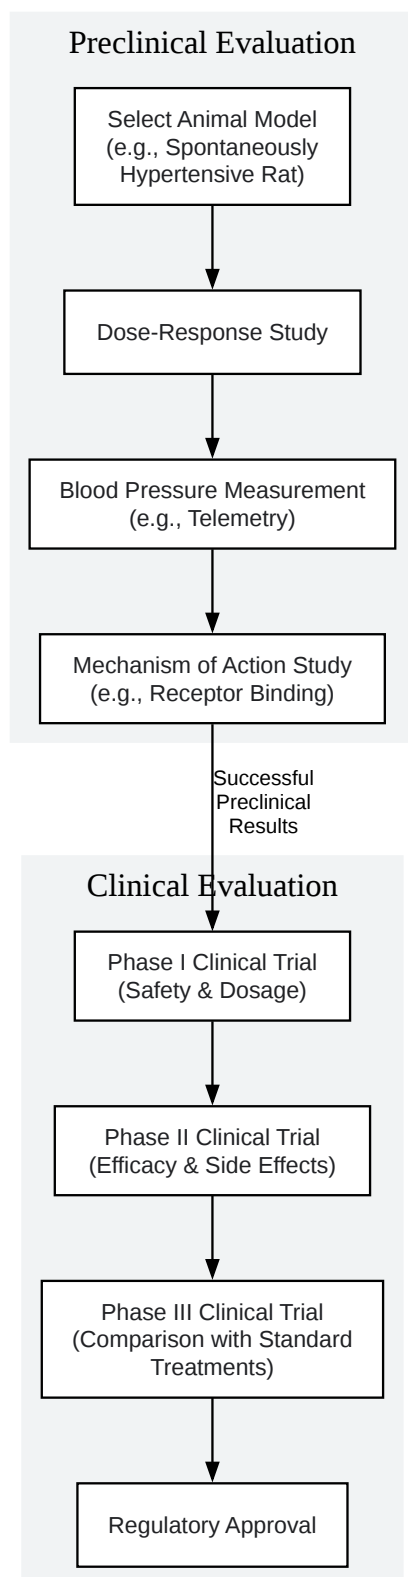 Preclinical Evaluation
Select Animal Model
(e.g., Spontaneously
Hypertensive Rat)
Dose-Response Study
Blood Pressure Measurement
(e.g., Telemetry)
Mechanism of Action Study
(e.g., Receptor Binding)
Successful
Preclinical
Results
Clinical Evaluation
Phase I Clinical Trial
(Safety & Dosage)
Phase II Clinical Trial
(Efficacy & Side Effects)
Phase III Clinical Trial
(Comparison with Standard
Treatments)
Regulatory Approval